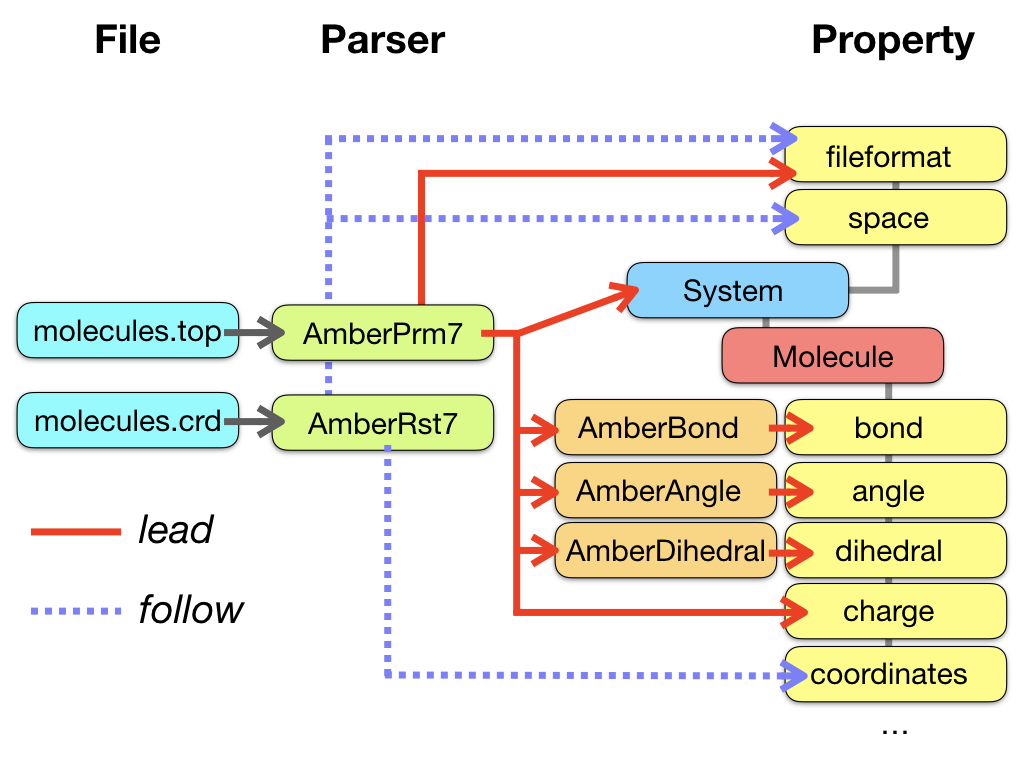 File
Parser
Property
fileformat
space
System
molecules.top
AmberPrm7
Molecule
molecules.crd
AmberRst7
AmberBond
bond
AmberAngle
angle
AmberDihedral
dihedral
lead
charge
follow
coordinates
...